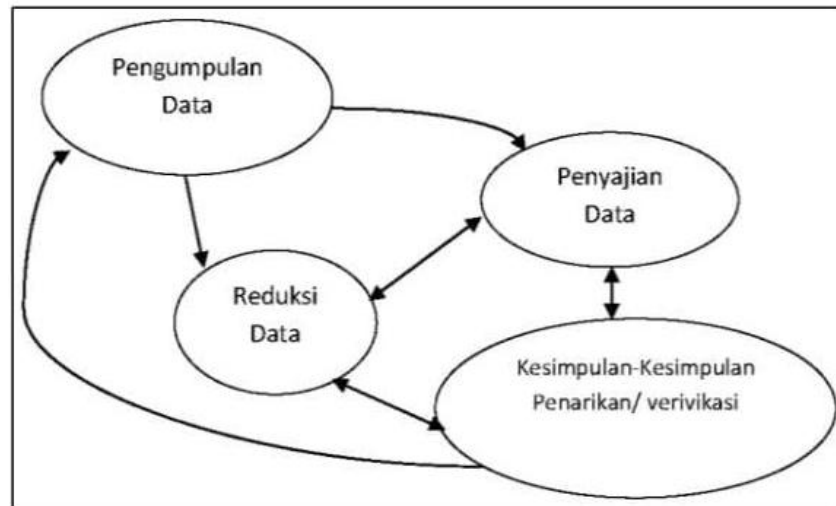 Pengumpulan
Data
Penyajian
Data
Reduksi
Data
Kesimpulan-Kesimpulan
Penarikan/ verivikasi